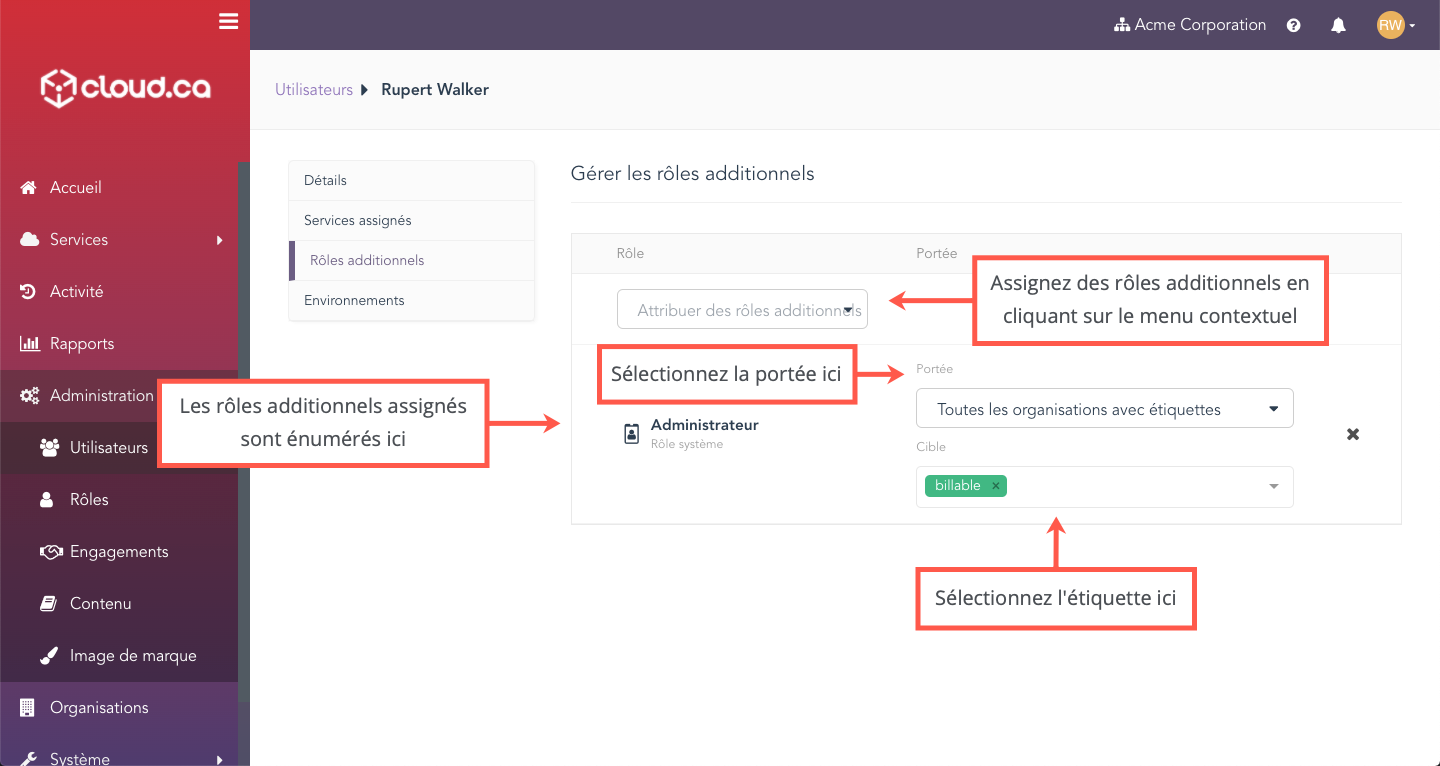 Acme Corporation
RW
cloud.ca
Utilisateurs Rupert Walker
Accueil
Services
Activité
Rapports
Administration
Utilisateurs
Rôles
Engagements
Contenu
Image de marque
Organisations
Système
Détails
Services assignés
Rôles additionnels
Environnements
Gérer les rôles additionnels
Rôle
Portée
Attribuer des rôles additionnels
Assignez des rôles additionnels en
cliquant sur le menu contextuel
Sélectionnez la portée ici
Les rôles additionnels assignés
sont énumérés ici
Administrateur
Rôle système
Portée
Toutes les organisations avec étiquettes
Cible
billable ×
Sélectionnez l'étiquette ici